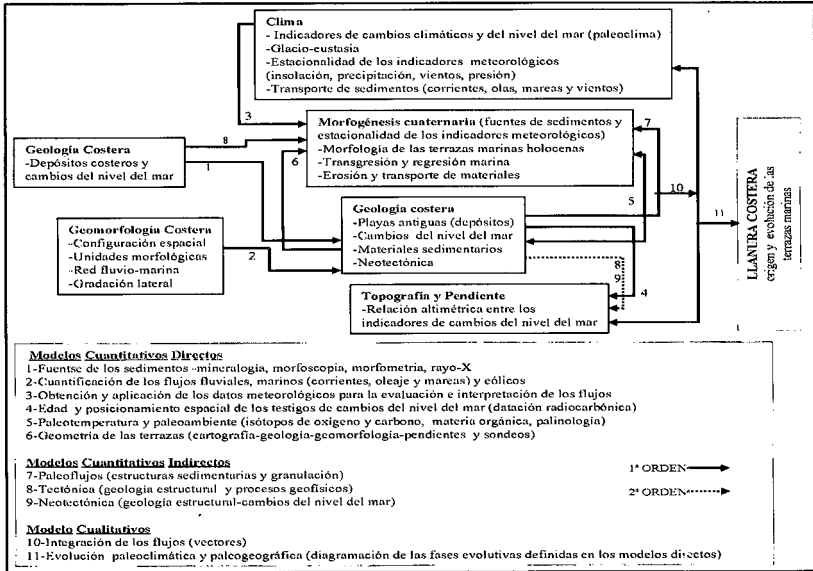 Clima
- Indicadores de cambios climáticos y del nivel del mar (paleoclima)
-Glacio-eustasia
-Estacionalidad de los indicadores meteorológicos
(insolación, precipitación, vientos, presión)
-Transporte de sedimentos (corrientes, olas, mareas y vientos)
3
7
Morfogénesis cuaternaria (fuentes de sedimentos y
estacionalidad de los indicadores meteorológicos)
-Morfología de las terrazas marinas holocenas
-Transgresión y regresión marina
-Erosión y transporte de materiales
Geología Costera
-Depósitos costeros y
cambios del nivel del mar
8
1
6
5
10
11
LLANURA COSTERA
origen y evolución de las
terrazas marinas
Geomorfología Costera
-Configuración espacial
-Unidades morfológicas
-Red fluvio-marina
-Gradación lateral
2
Geología costera
-Playas antiguas (depósitos)
-Cambios del nivel del mar
-Materiales sedimentarios
-Neotectónica
8
9
4
Topografía y Pendiente
-Relación altimétrica entre los
indicadores de cambios del nivel del mar
Modelos Cuantitativos Directos
1-Fuentse de los sedimentos -mineralogía, morfoscopia, morfometria, rayo-X
2-Cuantificación de los flujos fluviales, marinos (corrientes, oleaje y mareas) y eólicos
3-Obtención y aplicación de los datos meteorológicos para la evaluación e interpretación de los flujos
4-Edad y posicionamiento espacial de los testigos de cambios del nivel del mar (datación radiocarbónica)
5-Paleotemperatura y paleoambiente (isótopos de oxígeno y carbono, materia orgánica, palinología)
6-Geometría de las terrazas (cartografía-geología-geomorfología-pendientes y sondeos)
Modelos Cuantitativos Indirectos
7-Paleoflujos (estructuras sedimentarias y granulación)
8-Tectónica (geología estructural y procesos geofísicos)
9-Neotectónica (geología estructural-cambios del nivel del mar)
1ª ORDEN
2ª ORDEN
Modelo Cualitativos
10-Integración de los flujos (vectores)
11-Evolución paleoclimática y paleogeográfica (diagramación de las fases evolutivas definidas en los modelos directos)